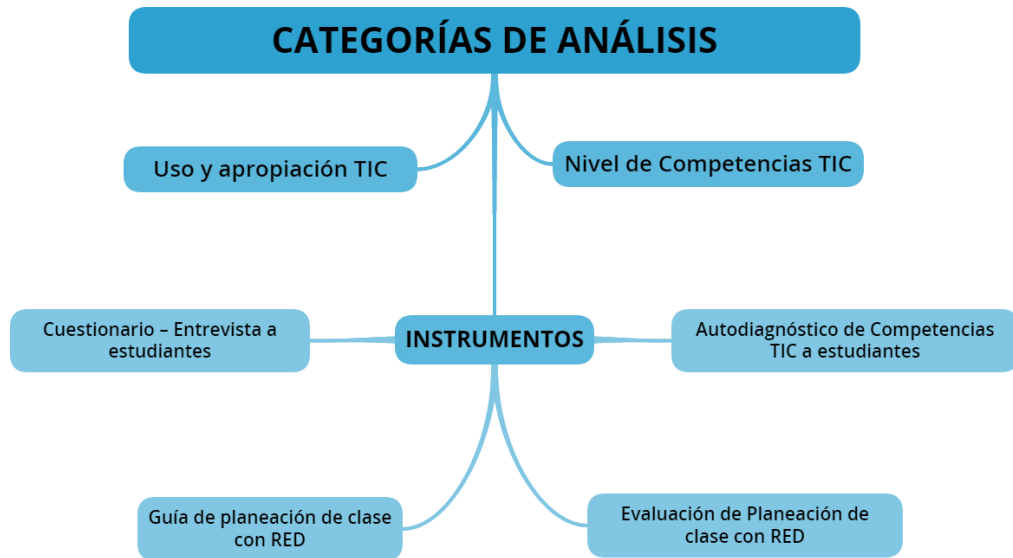 CATEGORÍAS DE ANÁLISIS
Uso y apropiación TIC
Nivel de Competencias TIC
Cuestionario – Entrevista a
estudiantes
INSTRUMENTOS
Autodiagnóstico de Competencias
TIC a estudiantes
Guía de planeación de clase
con RED
Evaluación de Planeación de
clase con RED